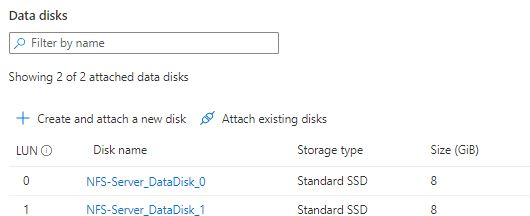 Data disks
Filter by name
Showing 2 of 2 attached data disks
Create and attach a new disk Attach existing disks
LUN Disk name Storage type Size (GiB)
0 NFS-Server_DataDisk_0 Standard SSD 8
1 NFS-Server_DataDisk_1 Standard SSD 8